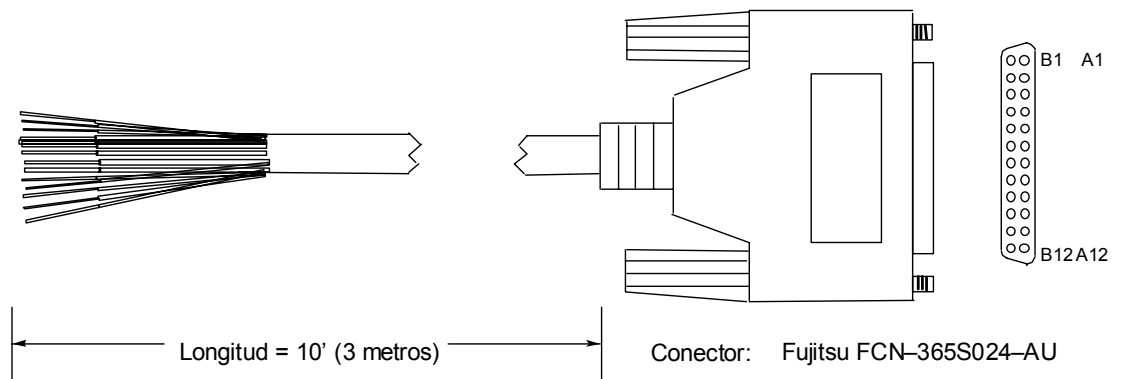 B1 A1
B12 A12
Longitud = 10’ (3 metros)
Conector: Fujitsu FCN–365S024–AU